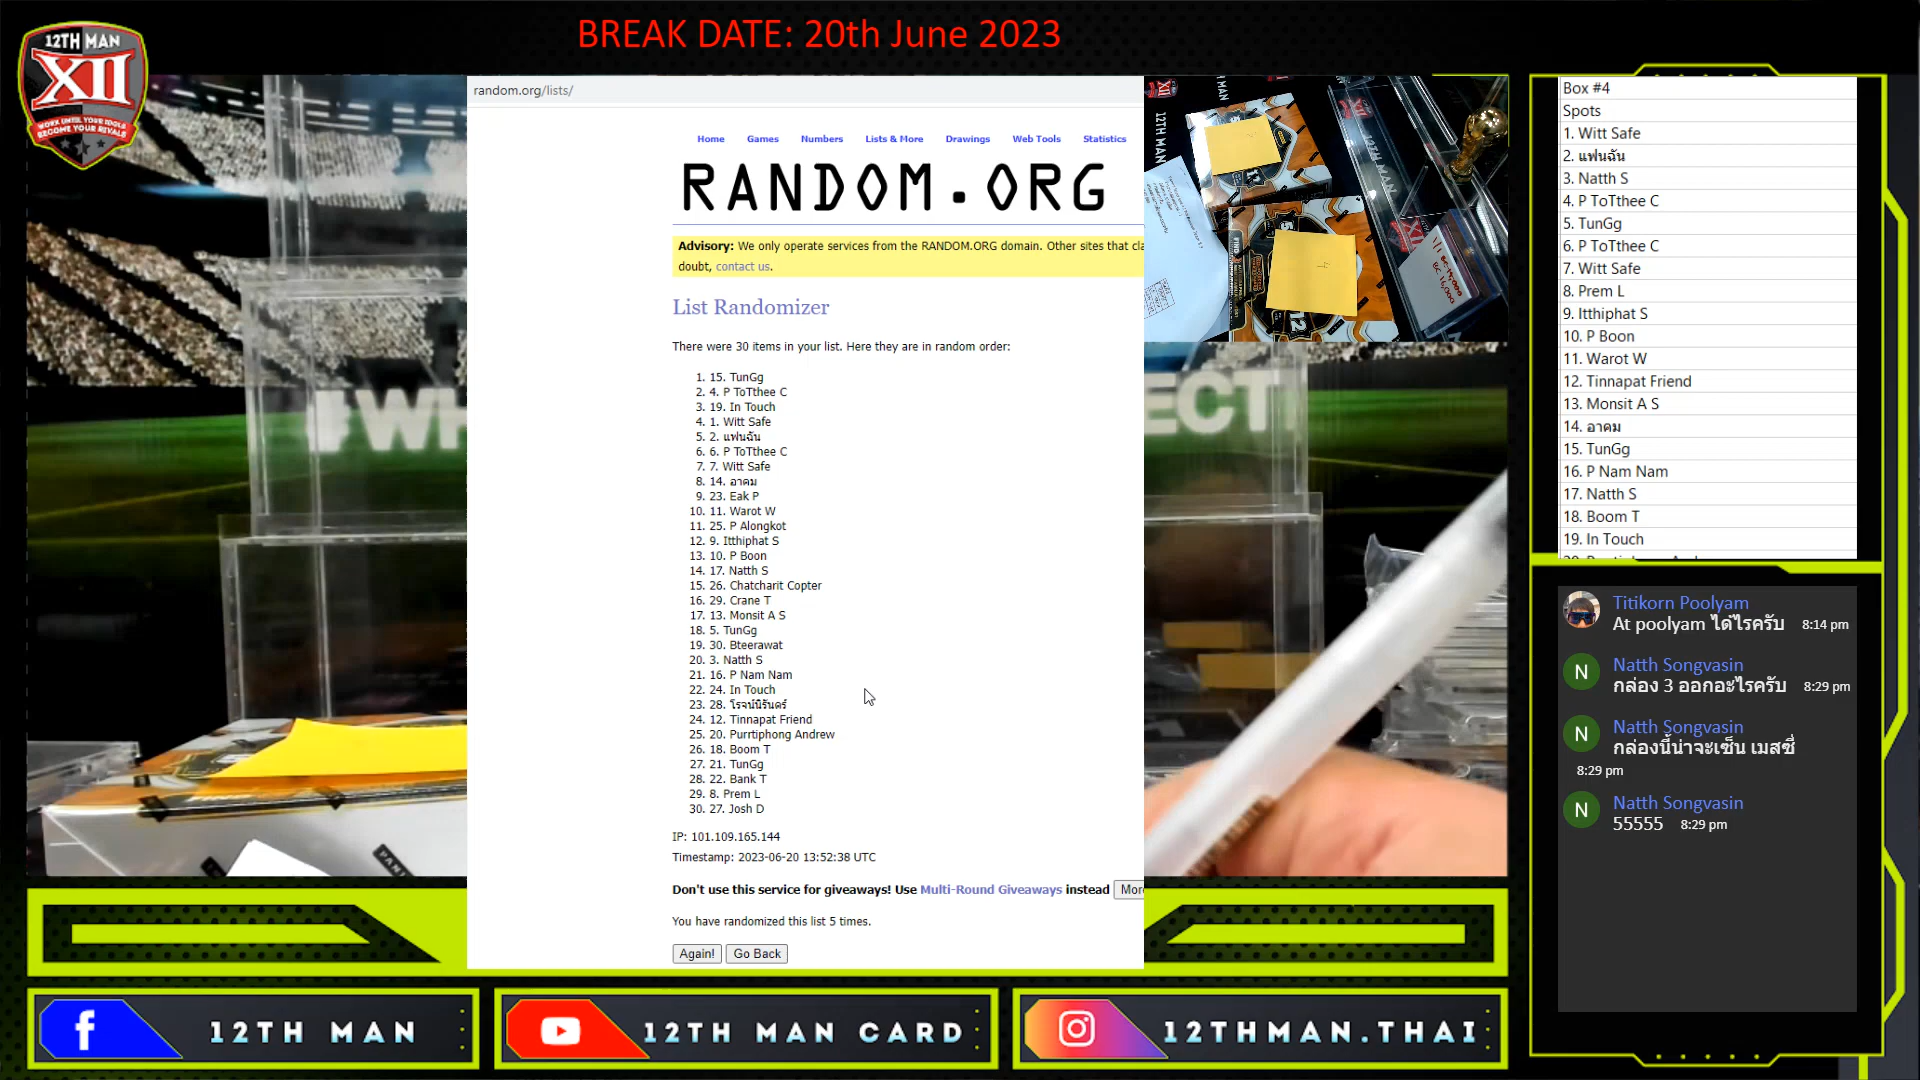 BREAK DATE: 20th June 2023
12TH MAN
XII
WORK UNTIL YOUR IDOLS
BECOME YOUR RIVALS
random.org/lists/
Home Games Numbers Lists & More Drawings Web Tools Statistics
RANDOM.ORG
Advisory: We only operate services from the RANDOM.ORG domain. Other sites that cla
doubt, contact us.
List Randomizer
There were 30 items in your list. Here they are in random order:
1. 15. TunGg
2. 4. P ToTthee C
3. 19. In Touch
4. 1. Witt Safe
5. 2. แฟนฉัน
6. 6. P ToTthee C
7. 7. Witt Safe
8. 14. อาคม
9. 23. Eak P
10. 11. Warot W
11. 25. P Alongkot
12. 9. Itthiphat S
13. 10. P Boon
14. 17. Natth S
15. 26. Chatcharit Copter
16. 29. Crane T
17. 13. Monsit A S
18. 5. TunGg
19. 30. Bteerawat
20. 3. Natth S
21. 16. P Nam Nam
22. 24. In Touch
23. 28. โรจน์นิรันดร์
24. 12. Tinnapat Friend
25. 20. Purrtiphong Andrew
26. 18. Boom T
27. 21. TunGg
28. 22. Bank T
29. 8. Prem L
30. 27. Josh D
IP: 101.109.165.144
Timestamp: 2023-06-20 13:52:38 UTC
Don't use this service for giveaways! Use Multi-Round Giveaways instead More
You have randomized this list 5 times.
Again! Go Back
12TH MAN
12TH MAN
4
12
#WH
ECT
Box #4
Spots
1. Witt Safe
2. แฟนฉัน
3. Natth S
4. P ToTthee C
5. TunGg
6. P ToTthee C
7. Witt Safe
8. Prem L
9. Itthiphat S
10. P Boon
11. Warot W
12. Tinnapat Friend
13. Monsit A S
14. อาคม
15. TunGg
16. P Nam Nam
17. Natth S
18. Boom T
19. In Touch
Titikorn Poolyam
At poolyam ได้ไรครับ 8:14 pm
N Natth Songvasin
กล่อง 3 ออกอะไรครับ 8:29 pm
N Natth Songvasin
กล่องนี้น่าจะเซ็น เมสซี่
8:29 pm
N Natth Songvasin
55555 8:29 pm
f 12TH MAN
12TH MAN CARD
12THMAN.THAI